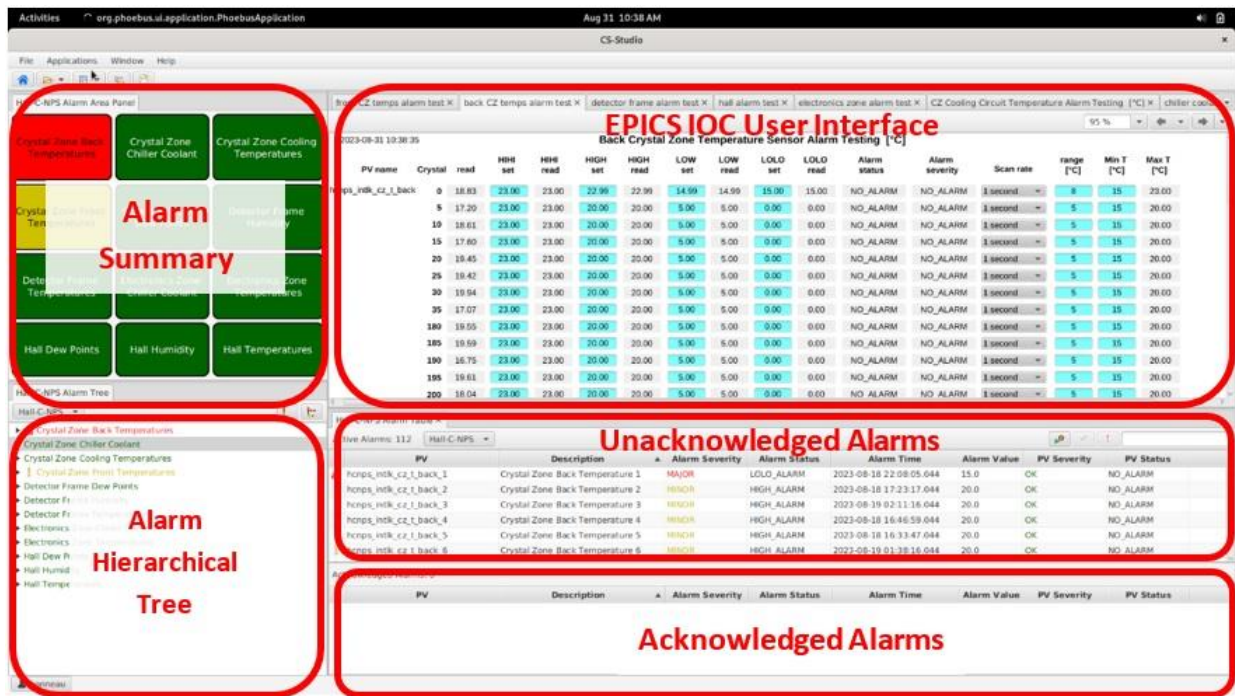 Activities org.phoebus.ui.application.PhoebusApplication Aug 31 10:38 AM
CS-Studio
File Applications Window Help
Alarm Area Panel
Crystal Zone Back Temperatures
Crystal Zone Chiller Coolant
Crystal Zone Cooling Temperatures
Alarm
Summary
Hall Dew Points
Hall Humidity
Hall Temperatures
back CZ temps alarm test × detector frame alarm test × hall alarm test × electronics zone alarm test × CZ Cooling Circuit Temperature Alarm Testing [°C] ×
EPICS IOC User Interface
95 %
2023-08-31 10:38:35 Back Crystal Zone Temperature Sensor Alarm Testing [°C]
PV name Crystal read HIHI set HIHI read HIGH set HIGH read LOW set LOW read LOLO set LOLO read Alarm status Alarm severity Scan rate range [°C] Min T [°C] Max T [°C]
0 18.83 23.00 23.00 22.99 22.99 14.99 14.99 15.00 15.00 NO_ALARM NO_ALARM 1 second 8 15 23.00
5 17.20 23.00 23.00 20.00 20.00 5.00 5.00 0.00 0.00 NO_ALARM NO_ALARM 1 second 5 15 20.00
10 18.61 23.00 23.00 20.00 20.00 5.00 5.00 0.00 0.00 NO_ALARM NO_ALARM 1 second 5 15 20.00
15 17.60 23.00 23.00 20.00 20.00 5.00 5.00 0.00 0.00 NO_ALARM NO_ALARM 1 second 5 15 20.00
20 19.45 23.00 23.00 20.00 20.00 5.00 5.00 0.00 0.00 NO_ALARM NO_ALARM 1 second 5 15 20.00
25 19.42 23.00 23.00 20.00 20.00 5.00 5.00 0.00 0.00 NO_ALARM NO_ALARM 1 second 5 15 20.00
30 19.94 23.00 23.00 20.00 20.00 5.00 5.00 0.00 0.00 NO_ALARM NO_ALARM 1 second 5 15 20.00
35 17.07 23.00 23.00 20.00 20.00 5.00 5.00 0.00 0.00 NO_ALARM NO_ALARM 1 second 5 15 20.00
180 19.55 23.00 23.00 20.00 20.00 5.00 5.00 0.00 0.00 NO_ALARM NO_ALARM 1 second 5 15 20.00
185 19.59 23.00 23.00 20.00 20.00 5.00 5.00 0.00 0.00 NO_ALARM NO_ALARM 1 second 5 15 20.00
190 16.75 23.00 23.00 20.00 20.00 5.00 5.00 0.00 0.00 NO_ALARM NO_ALARM 1 second 5 15 20.00
195 19.61 23.00 23.00 20.00 20.00 5.00 5.00 0.00 0.00 NO_ALARM NO_ALARM 1 second 5 15 20.00
200 18.04 23.00 23.00 20.00 20.00 5.00 5.00 0.00 0.00 NO_ALARM NO_ALARM 1 second 5 15 20.00
Alarm Tree
Hall-C-NPS
Crystal Zone Back Temperatures
Crystal Zone Chiller Coolant
Crystal Zone Cooling Temperatures
Crystal Zone Front Temperatures
Detector Frame Dew Points
Detector
Detector
Electronics
Electronics
Hall Dew
Hall
Hall
Alarm
Hierarchical
Tree
Alarms: 112 Hall-C-NPS
Unacknowledged Alarms
PV Description Alarm Severity Alarm Status Alarm Time Alarm Value PV Severity PV Status
hcnps_intlk_cz_t_back_1 Crystal Zone Back Temperature 1 MAJOR LOLO_ALARM 2023-08-18 22:08:05.044 15.0 OK NO_ALARM
hcnps_intlk_cz_t_back_2 Crystal Zone Back Temperature 2 MINOR HIGH_ALARM 2023-08-18 17:23:17.044 20.0 OK NO_ALARM
hcnps_intlk_cz_t_back_3 Crystal Zone Back Temperature 3 MINOR HIGH_ALARM 2023-08-19 02:11:16.044 20.0 OK NO_ALARM
hcnps_intlk_cz_t_back_4 Crystal Zone Back Temperature 4 MINOR HIGH_ALARM 2023-08-18 16:46:59.044 20.0 OK NO_ALARM
hcnps_intlk_cz_t_back_5 Crystal Zone Back Temperature 5 MINOR HIGH_ALARM 2023-08-18 16:33:47.044 20.0 OK NO_ALARM
hcnps_intlk_cz_t_back_6 Crystal Zone Back Temperature 6 MINOR HIGH_ALARM 2023-08-19 01:38:16.044 20.0 OK NO_ALARM
PV Description Alarm Severity Alarm Status Alarm Time Alarm Value PV Severity PV Status
Acknowledged Alarms